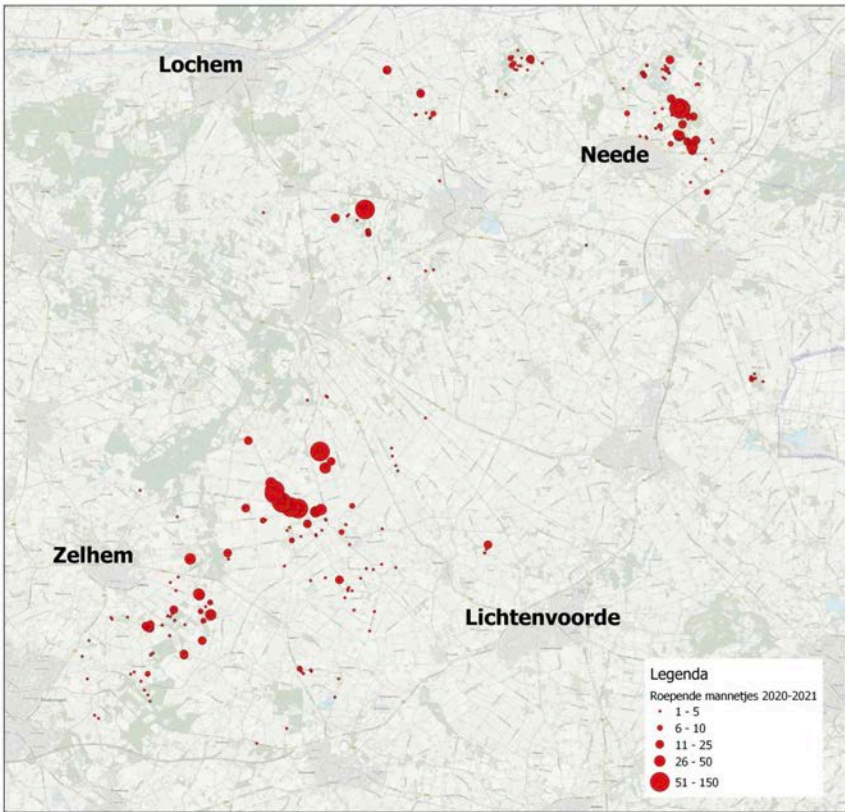 Lochem
Neede
Zelhem
Lichtenvoorde
Legenda
Roepende mannetjes 2020-2021
1 - 5
6 - 10
11 - 25
26 - 50
51 - 150